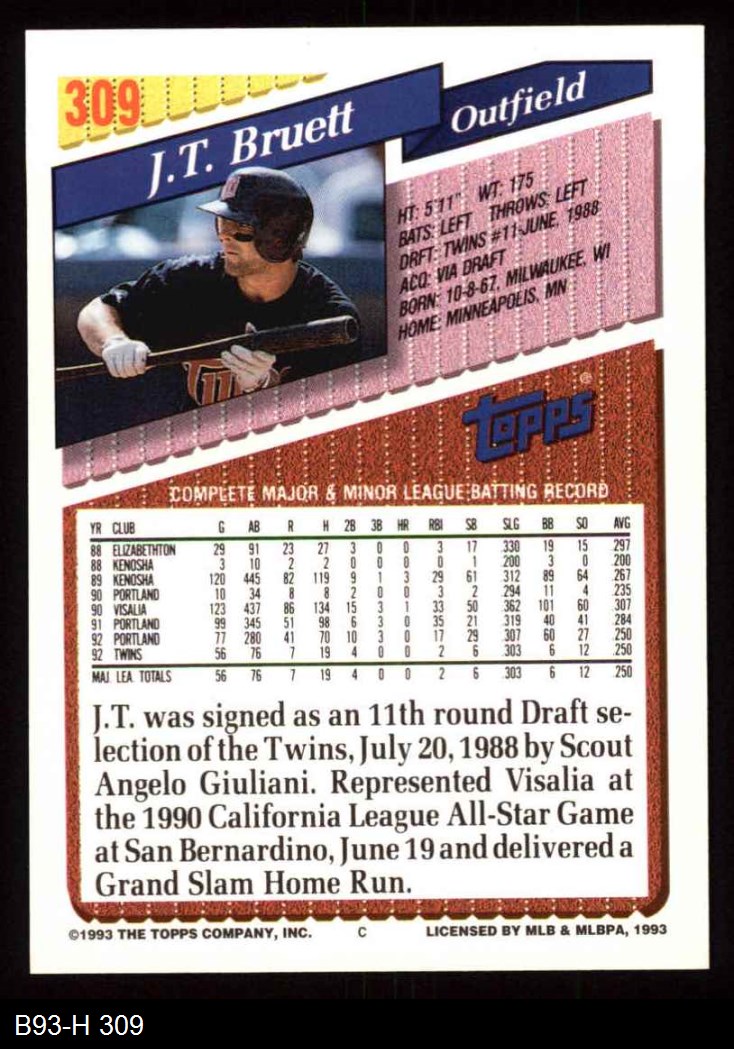 309
J.T. Bruett
Outfield
HT: 5'11" WT: 175
BATS: LEFT THROWS: LEFT
DRFT: TWINS #11-JUNE, 1988
ACQ: VIA DRAFT
BORN: 10-8-67, MILWAUKEE, WI
HOME: MINNEAPOLIS, MN
Twin
TOPPS®
COMPLETE MAJOR & MINOR LEAGUE BATTING RECORD
YR CLUB G AB R H 2B 3B HR RBI SB SLG BB SO AVG
88 ELIZABETHTON 29 91 23 27 3 0 0 3 17 .330 19 15 .297
88 KENOSHA 3 10 2 2 0 0 0 0 1 .200 3 0 .200
89 KENOSHA 120 445 82 119 9 1 3 29 61 .312 89 64 .267
90 PORTLAND 10 34 8 8 2 0 0 3 2 .294 11 4 .235
90 VISALIA 123 437 86 134 15 3 1 33 50 .362 101 60 .307
91 PORTLAND 99 345 51 98 6 3 0 35 21 .319 40 41 .284
92 PORTLAND 77 280 41 70 10 3 0 17 29 .307 60 27 .250
92 TWINS 56 76 7 19 4 0 0 2 6 .303 6 12 .250
MAJ. LEA. TOTALS 56 76 7 19 4 0 0 2 6 .303 6 12 .250
J.T. was signed as an 11th round Draft se-
lection of the Twins, July 20, 1988 by Scout
Angelo Giuliani. Represented Visalia at
the 1990 California League All-Star Game
at San Bernardino, June 19 and delivered a
Grand Slam Home Run.
©1993 THE TOPPS COMPANY, INC. C LICENSED BY MLB & MLBPA, 1993
B93-H 309